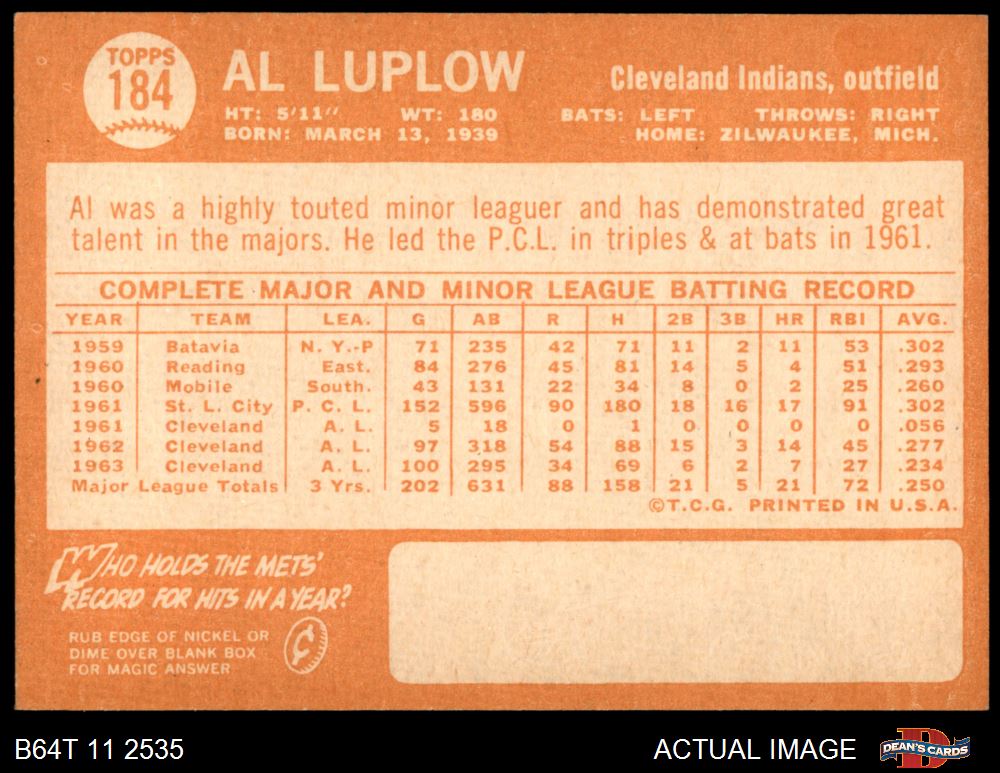 TOPPS
184
AL LUPLOW
Cleveland Indians, outfield
HT: 5'11" WT: 180 BATS: LEFT THROWS: RIGHT
BORN: MARCH 13, 1939 HOME: ZILWAUKEE, MICH.
Al was a highly touted minor leaguer and has demonstrated great
talent in the majors. He led the P.C.L. in triples & at bats in 1961.
COMPLETE MAJOR AND MINOR LEAGUE BATTING RECORD
YEAR TEAM LEA. G AB R H 2B 3B HR RBI AVG.
1959 Batavia N. Y.-P 71 235 42 71 11 2 11 53 .302
1960 Reading East. 84 276 45 81 14 5 4 51 .293
1960 Mobile South. 43 131 22 34 8 0 2 25 .260
1961 St. L. City P. C. L. 152 596 90 180 18 16 17 91 .302
1961 Cleveland A. L. 5 18 0 1 0 0 0 0 .056
1962 Cleveland A. L. 97 318 54 88 15 3 14 45 .277
1963 Cleveland A. L. 100 295 34 69 6 2 7 27 .234
Major League Totals 3 Yrs. 202 631 88 158 21 5 21 72 .250
©T.C.G. PRINTED IN U.S.A.
WHO HOLDS THE METS'
RECORD FOR HITS IN A YEAR?
RUB EDGE OF NICKEL OR
DIME OVER BLANK BOX
FOR MAGIC ANSWER
¢
B64T 11 2535
ACTUAL IMAGE
DEAN'S CARDS